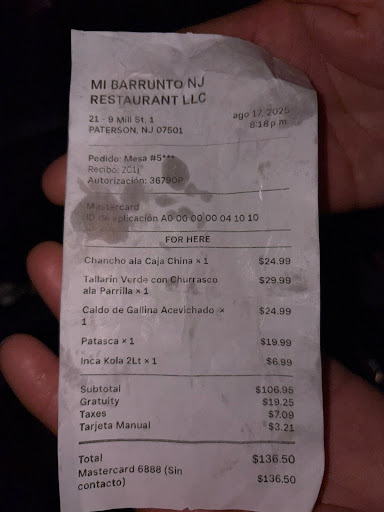 MI BARRUNTO NJ
RESTAURANT LLC
21 - 9 Mill St, 1
PATERSON, NJ 07501
ago 17, 2025
8:18 p.m
Pedido: Mesa #5***
Recibo: ZC1j
Autorización: 36790P
Mastercard
ID de aplicación A0 00 00 00 04 10 10
FOR HERE
Chancho ala Caja China × 1 $24.99
Tallarin Verde con Churrasco $29.99
ala Parrilla × 1
Caldo de Gallina Acevichado × $24.99
1
Patasca × 1 $19.99
Inca Kola 2Lt × 1 $6.99
Subtotal $106.95
Gratuity $19.25
Taxes $7.09
Tarjeta Manual $3.21
Total $136.50
Mastercard 6888 (Sin $136.50
contacto)